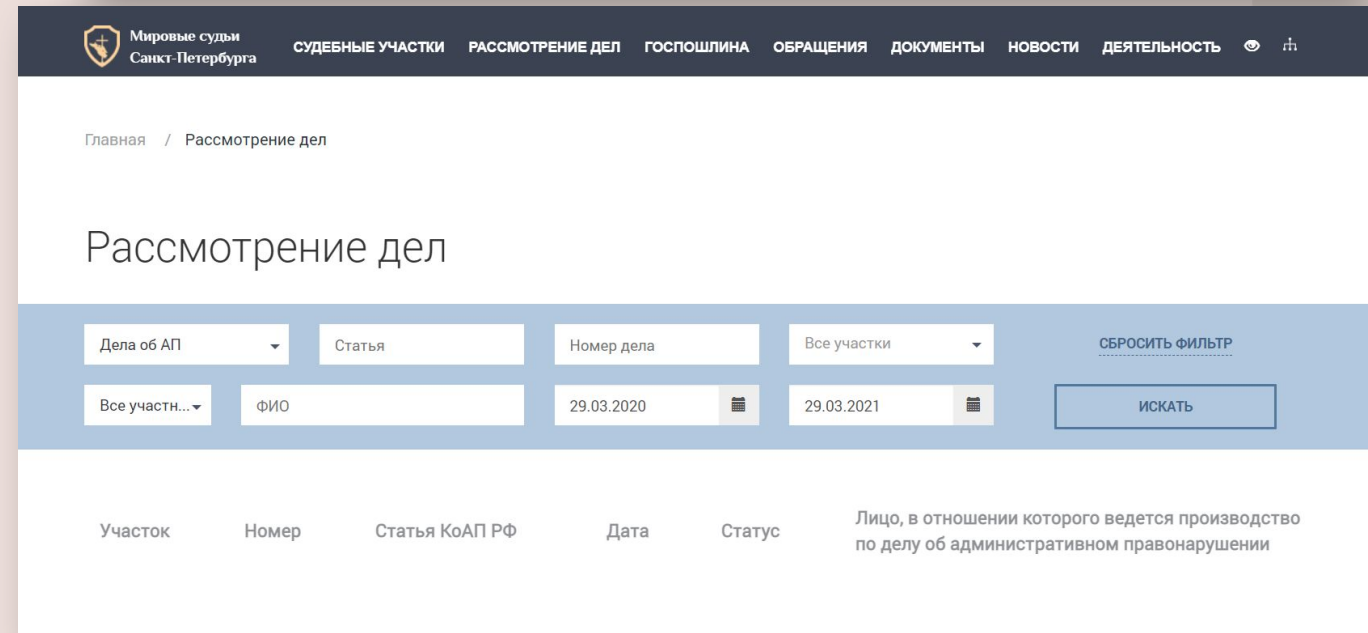 Мировые судьи
Санкт-Петербурга
СУДЕБНЫЕ УЧАСТКИ РАССМОТРЕНИЕ ДЕЛ ГОСПОШЛИНА ОБРАЩЕНИЯ ДОКУМЕНТЫ НОВОСТИ ДЕЯТЕЛЬНОСТЬ
Главная / Рассмотрение дел
Рассмотрение дел
Дела об АП Статья Номер дела Все участки СБРОСИТЬ ФИЛЬТР
Все участн... ФИО 29.03.2020 29.03.2021 ИСКАТЬ
Участок Номер Статья КоАП РФ Дата Статус Лицо, в отношении которого ведется производство
по делу об административном правонарушении